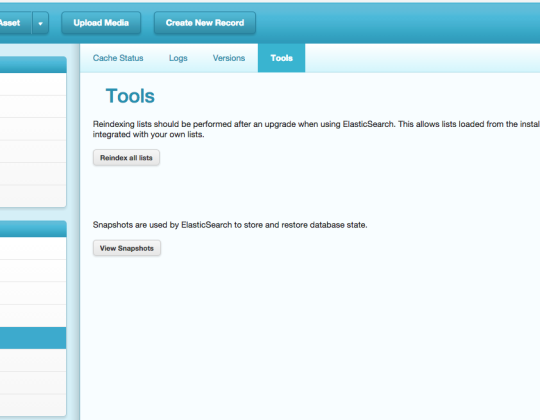 Asset
Upload Media
Create New Record
Cache Status
Logs
Versions
Tools
Tools
Reindexing lists should be performed after an upgrade when using ElasticSearch. This allows lists loaded from the
integrated with your own lists.
Reindex all lists
Snapshots are used by ElasticSearch to store and restore database state.
View Snapshots